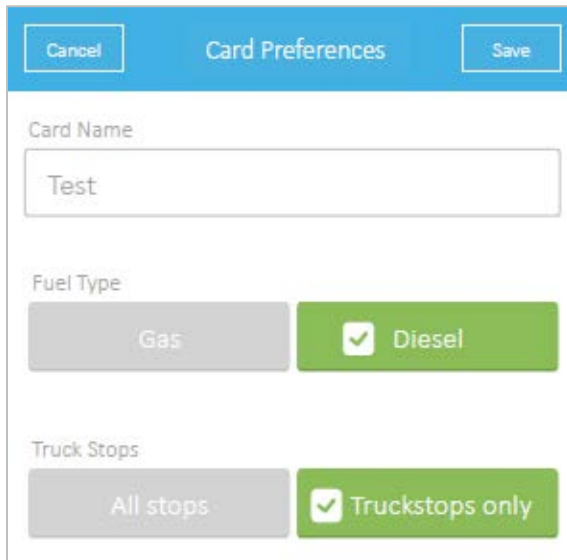 Cancel Card Preferences Save
Card Name
Test
Fuel Type
Gas Diesel
Truck Stops
All stops Truckstops only